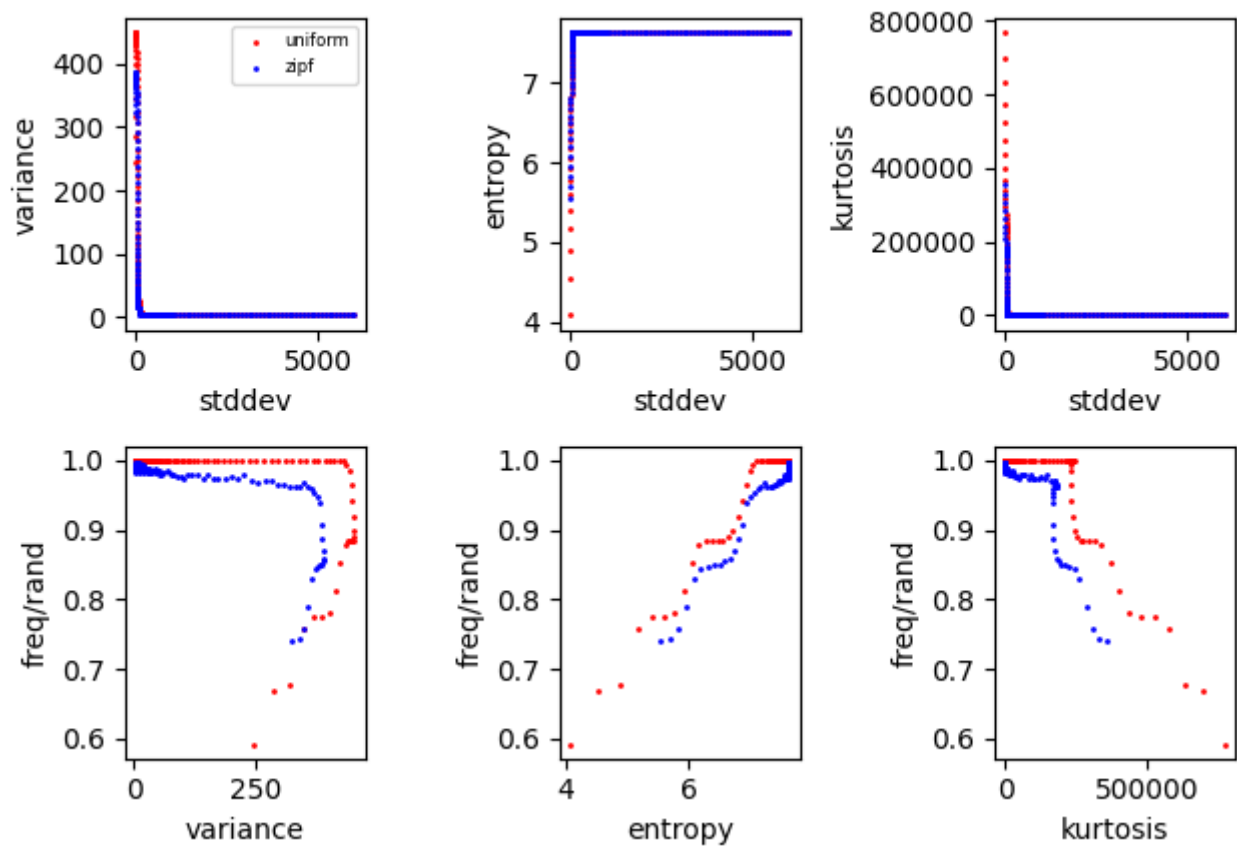 uniform
zipf
400
300
200
100
0
variance
0 5000
stddev
7
6
5
4
entropy
0 5000
stddev
800000
600000
400000
200000
0
kurtosis
0 5000
stddev
1.0
0.9
0.8
0.7
0.6
freq/rand
0 250
variance
1.0
0.9
0.8
0.7
0.6
freq/rand
4 6
entropy
1.0
0.9
0.8
0.7
0.6
freq/rand
0 500000
kurtosis